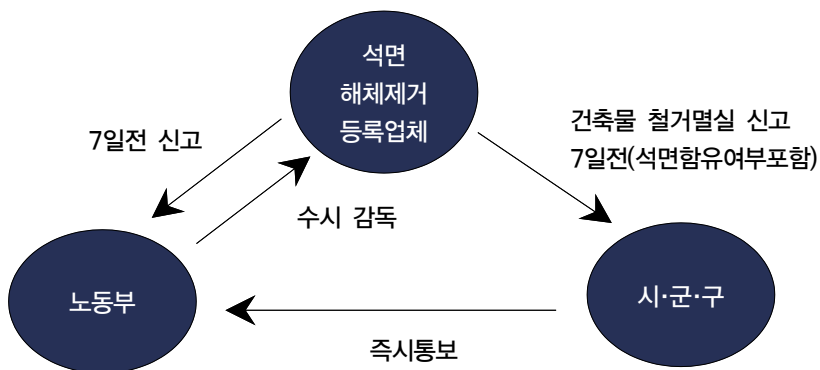 석면
해체제거
등록업체
7일전 신고
건축물 철거멸실 신고
7일전(석면함유여부포함)
수시 감독
노동부
시·군·구
즉시통보